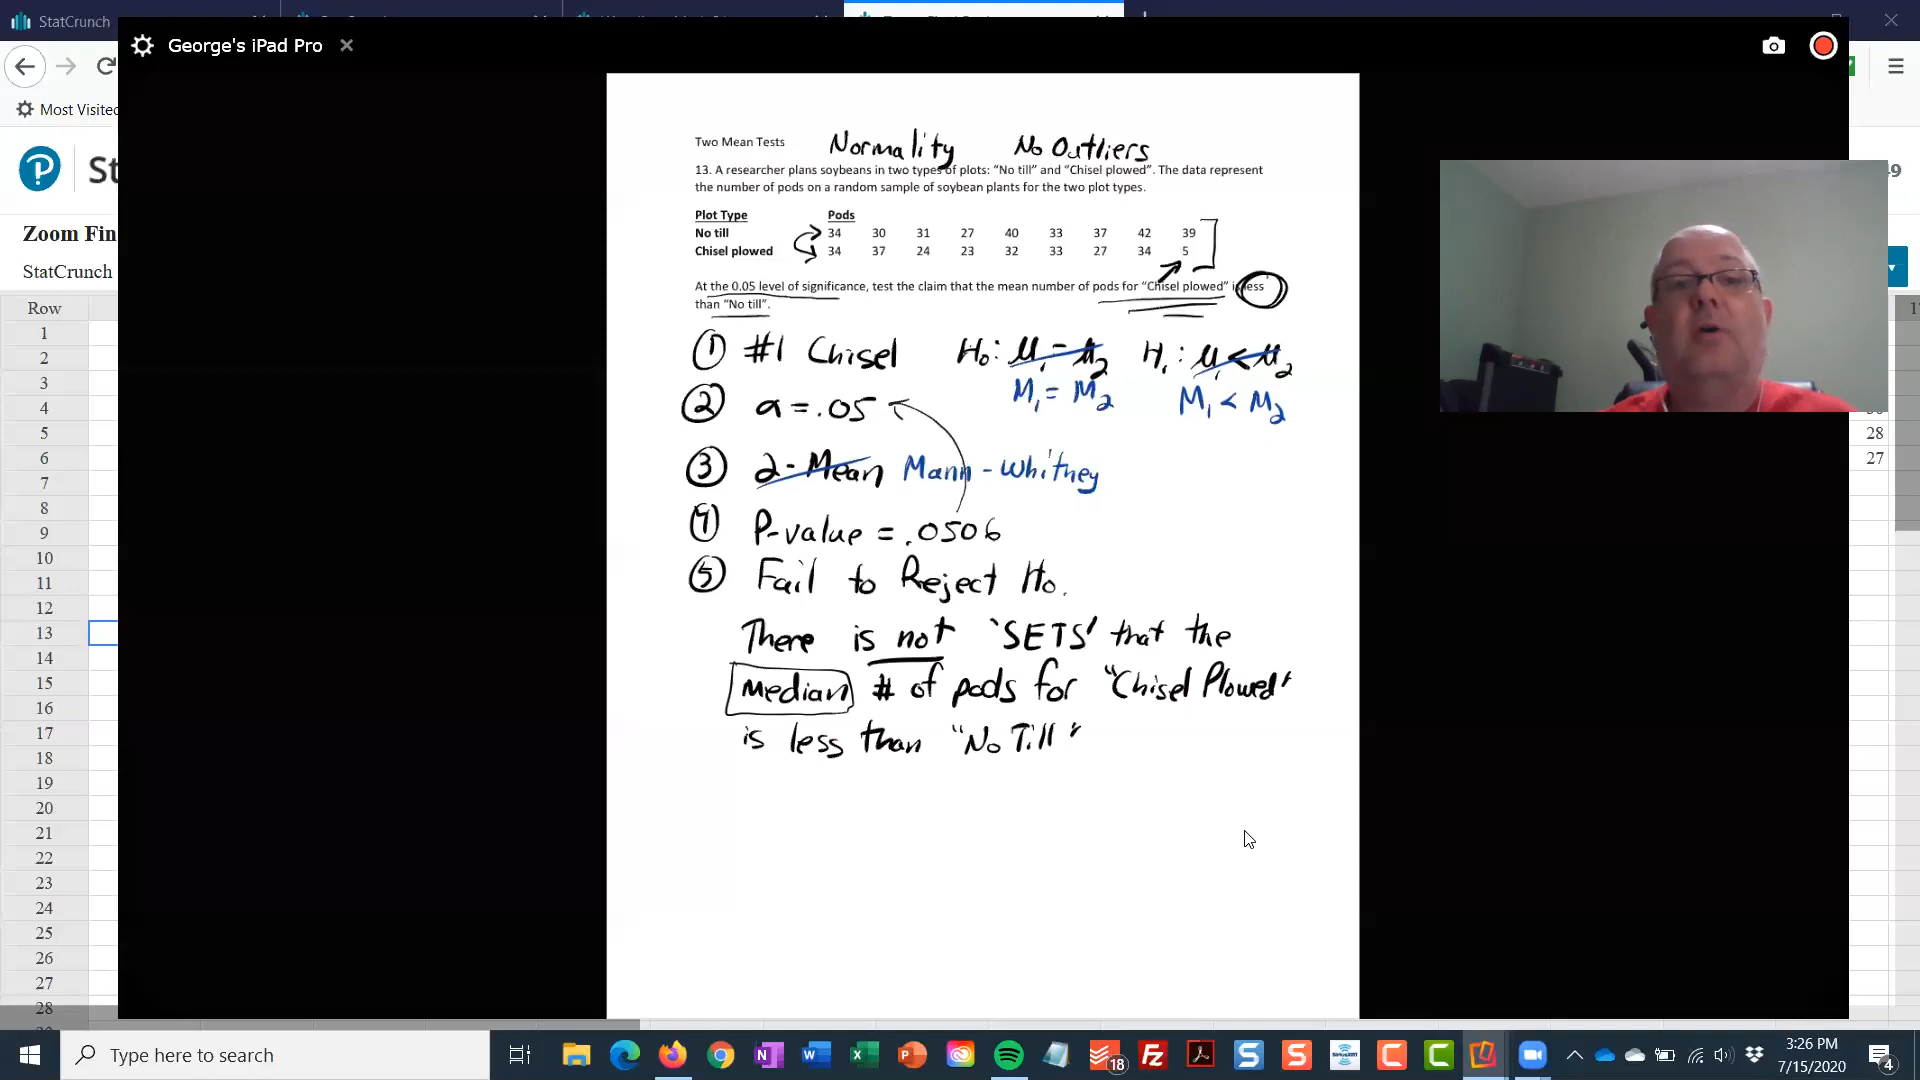 StatCrunch
George's iPad Pro
Most Visited
St
Zoom Fin
StatCrunch
Row
1
2
3
4
5
6
7
8
9
10
11
12
13
14
15
16
17
18
19
20
21
22
23
24
25
26
27
28
Two Mean Tests Normality No Outliers
13. A researcher plans soybeans in two types of plots: “No till” and “Chisel plowed”. The data represent
the number of pods on a random sample of soybean plants for the two plot types.
Plot Type Pods
No till 34 30 31 27 40 33 37 42 39
Chisel plowed 34 37 24 23 32 33 27 34 5
At the 0.05 level of significance, test the claim that the mean number of pods for “Chisel plowed” is less
than “No till”.
① #1 Chisel H₀: μ₁ = μ₂ H₁: μ₁ < μ₂
M₁ = M₂ M₁ < M₂
② α = .05
③ 2-Mean Mann-Whitney
④ P-value = .0506
⑤ Fail to Reject H₀.
There is not 'SETS' that the
Median # of pods for "Chisel Plowed"
is less than "No Till"
28
27
Type here to search
18
3:26 PM
7/15/2020
4